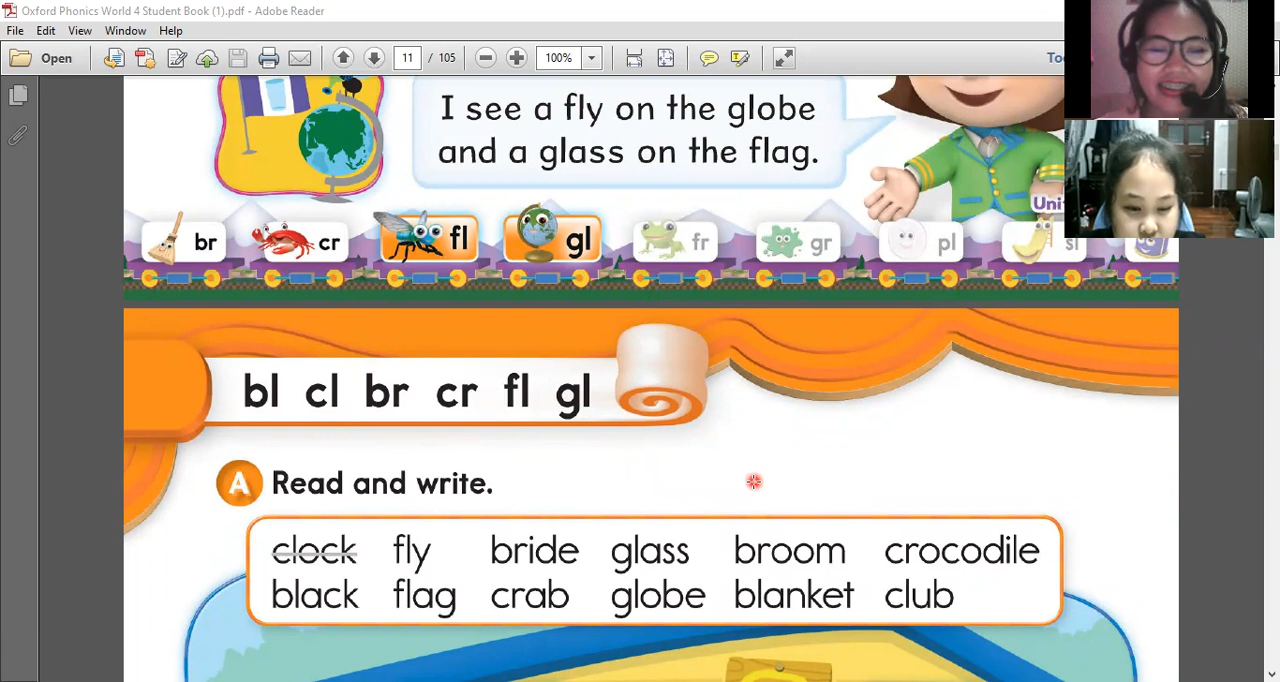 Oxford Phonics World 4 Student Book (1).pdf - Adobe Reader
File Edit View Window Help
Open 11 / 105 100%
I see a fly on the globe
and a glass on the flag.
br cr fl gl fr gr pl sl
bl cl br cr fl gl
A Read and write.
clock fly bride glass broom crocodile
black flag crab globe blanket club